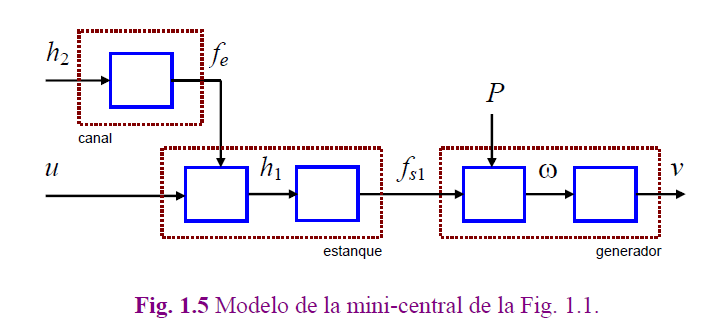 h₂
fₑ
canal
P
u
h₁
fₛ₁
ω
v
estanque
generador
Fig. 1.5 Modelo de la mini-central de la Fig. 1.1.